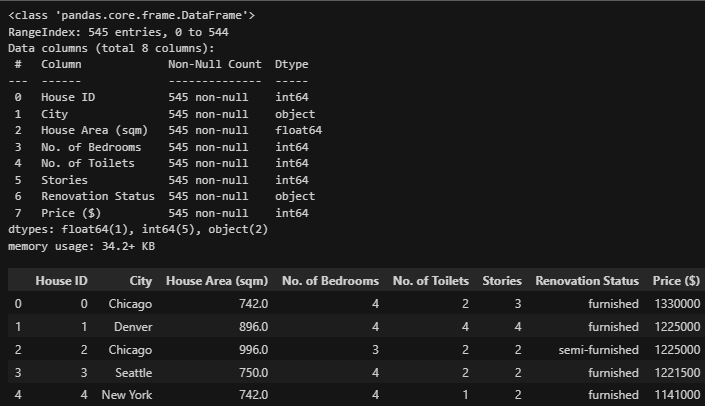 <class 'pandas.core.frame.DataFrame'>
RangeIndex: 545 entries, 0 to 544
Data columns (total 8 columns):
 #   Column             Non-Null Count  Dtype
---  ------             --------------  -----
 0   House ID           545 non-null    int64
 1   City               545 non-null    object
 2   House Area (sqm)   545 non-null    float64
 3   No. of Bedrooms    545 non-null    int64
 4   No. of Toilets     545 non-null    int64
 5   Stories            545 non-null    int64
 6   Renovation Status  545 non-null    object
 7   Price ($)          545 non-null    int64
dtypes: float64(1), int64(5), object(2)
memory usage: 34.2+ KB
House ID City House Area (sqm) No. of Bedrooms No. of Toilets Stories Renovation Status Price ($)
0 0 Chicago 742.0 4 2 3 furnished 1330000
1 1 Denver 896.0 4 4 4 furnished 1225000
2 2 Chicago 996.0 3 2 2 semi-furnished 1225000
3 3 Seattle 750.0 4 2 2 furnished 1221500
4 4 New York 742.0 4 1 2 furnished 1141000